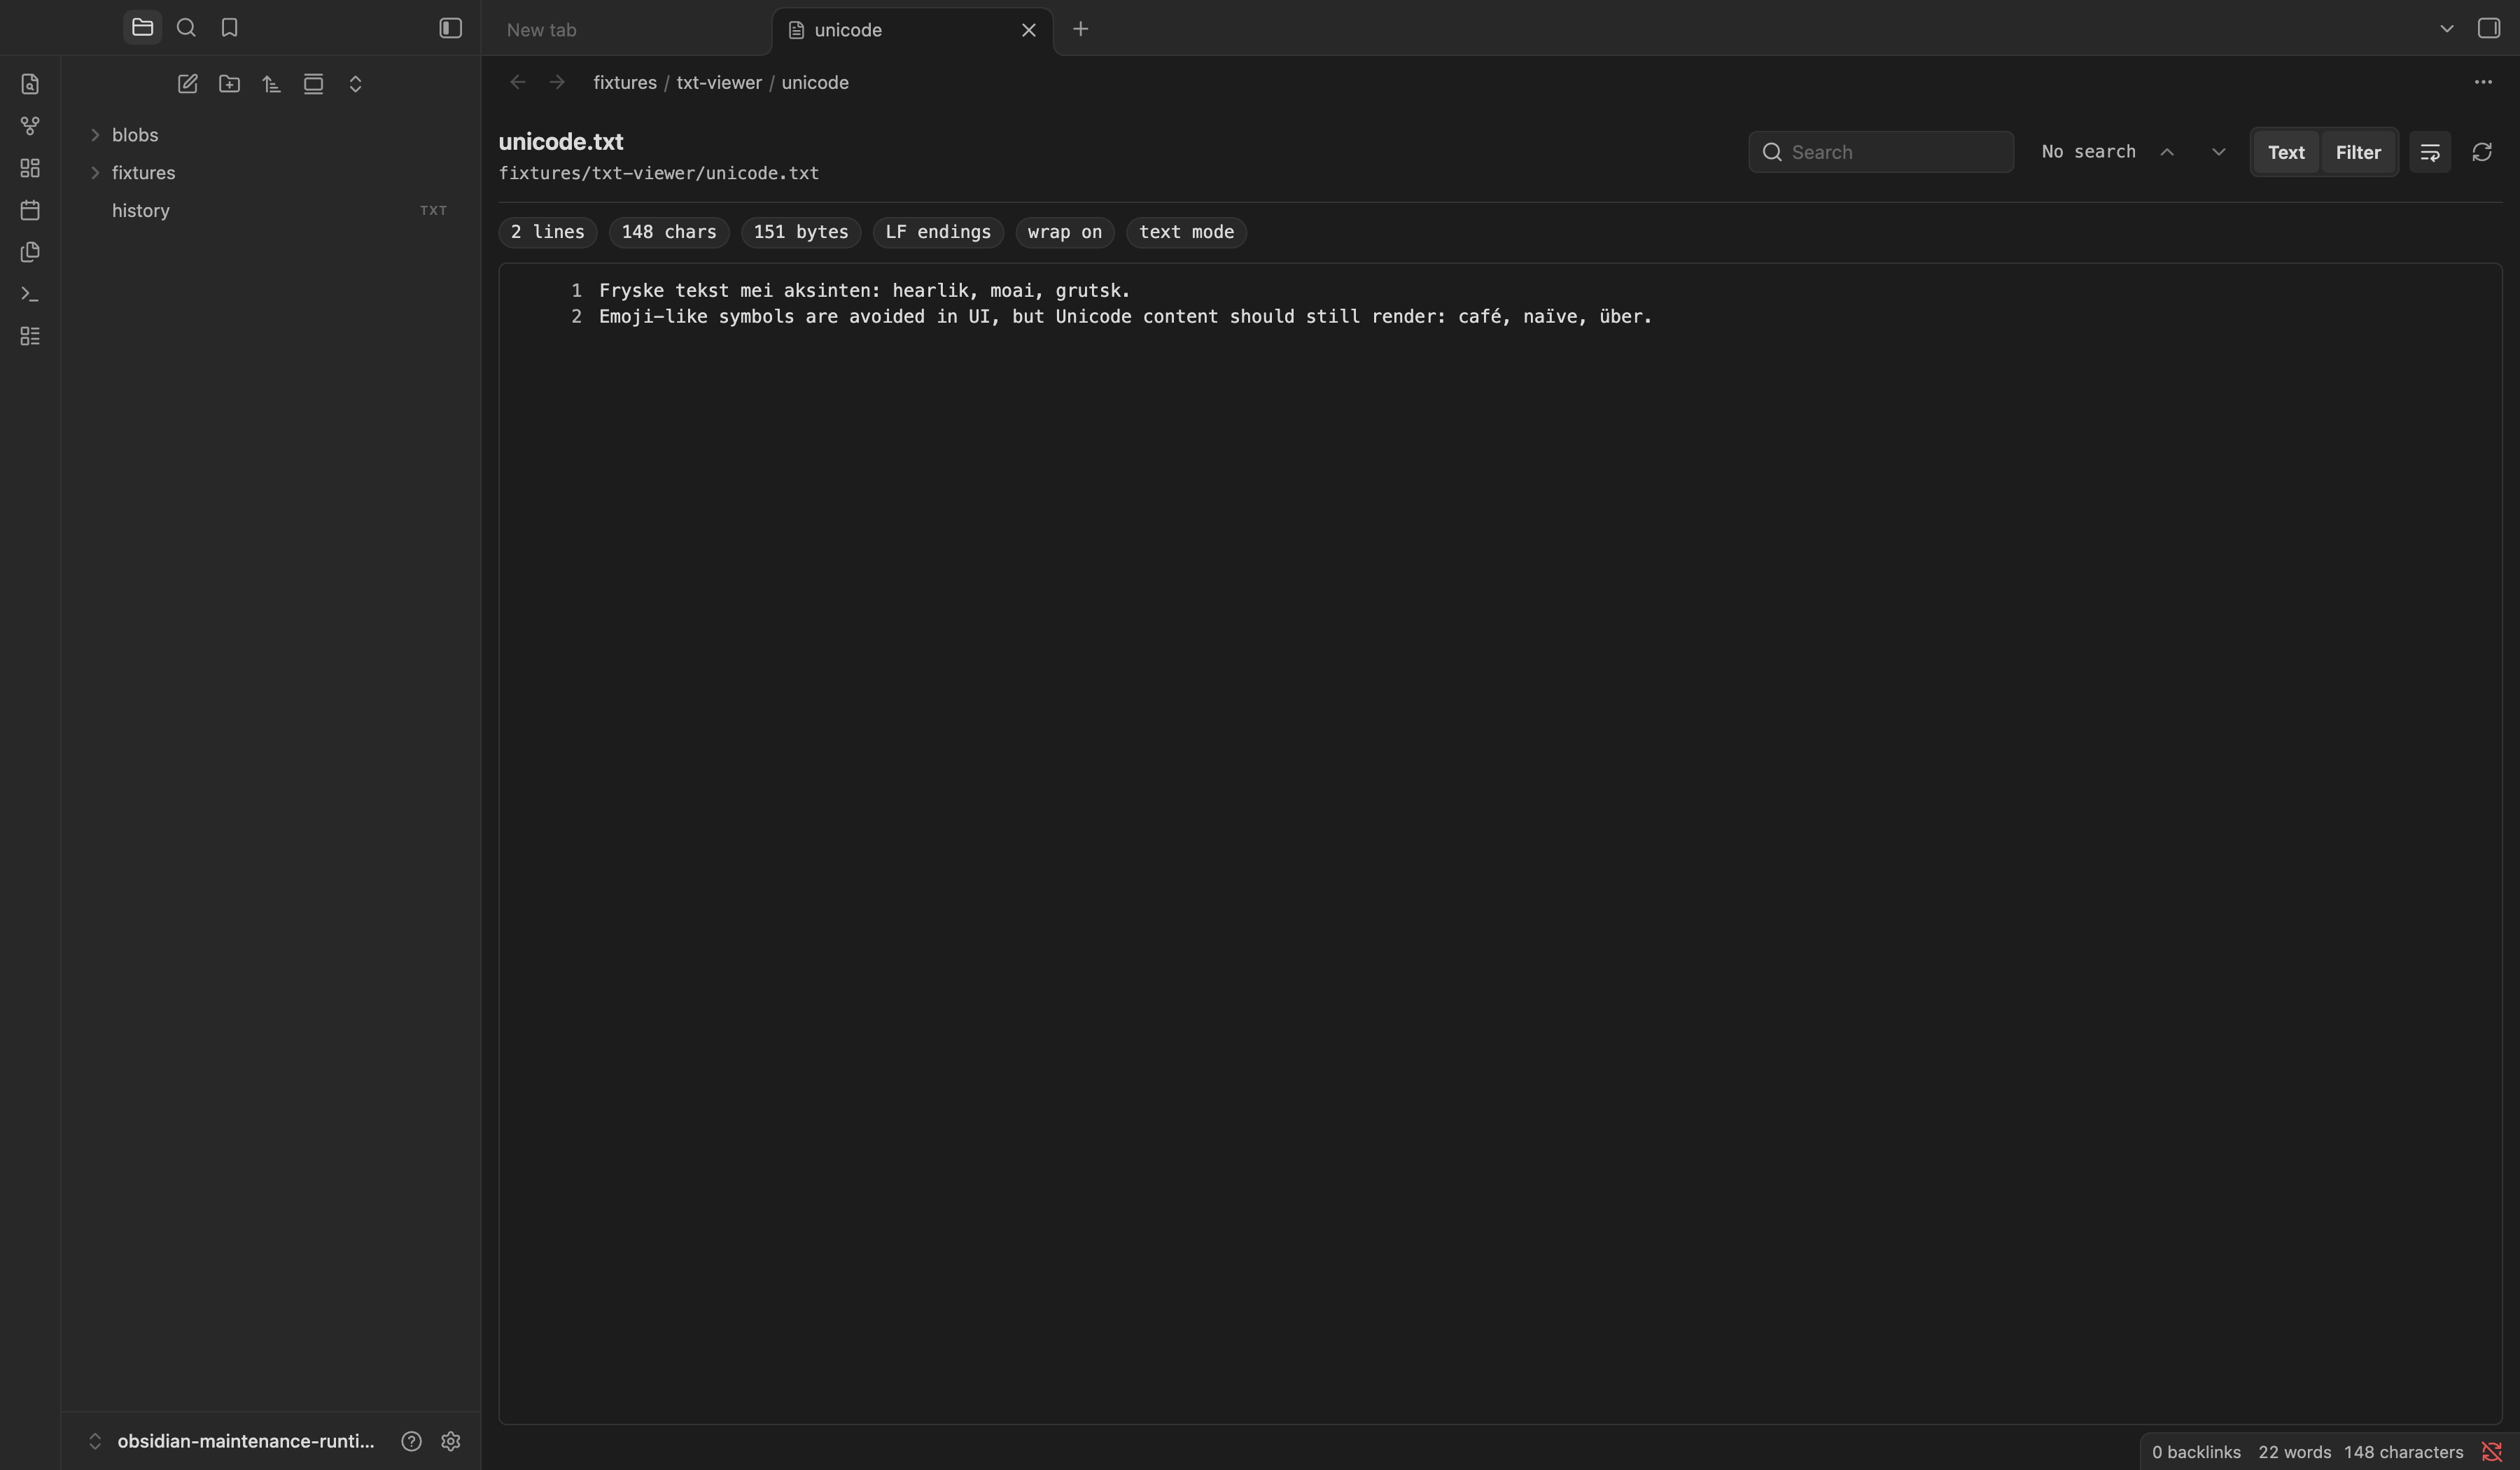 New tab
unicode
fixtures / txt-viewer / unicode
blobs
fixtures
history TXT
unicode.txt
fixtures/txt-viewer/unicode.txt
Search
No search
Text
Filter
2 lines
148 chars
151 bytes
LF endings
wrap on
text mode
1 Fryske tekst mei aksinten: hearlik, moai, grutsk.
2 Emoji-like symbols are avoided in UI, but Unicode content should still render: café, naïve, über.
obsidian-maintenance-runti...
0 backlinks 22 words 148 characters